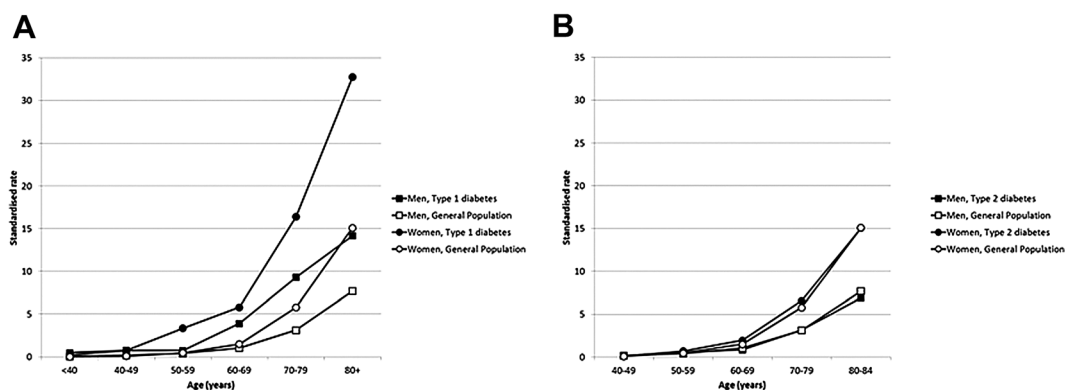 A
35
30
25
20
15
10
5
0
Standardised rate
<40
40-49
50-59
60-69
70-79
80+
Age (years)
Men, Type 1 diabetes
Men, General Population
Women, Type 1 diabetes
Women, General Population
B
35
30
25
20
15
10
5
0
Standardised rate
40-49
50-59
60-69
70-79
80-84
Age (years)
Men, Type 2 diabetes
Men, General Population
Women, Type 2 diabetes
Women, General Population